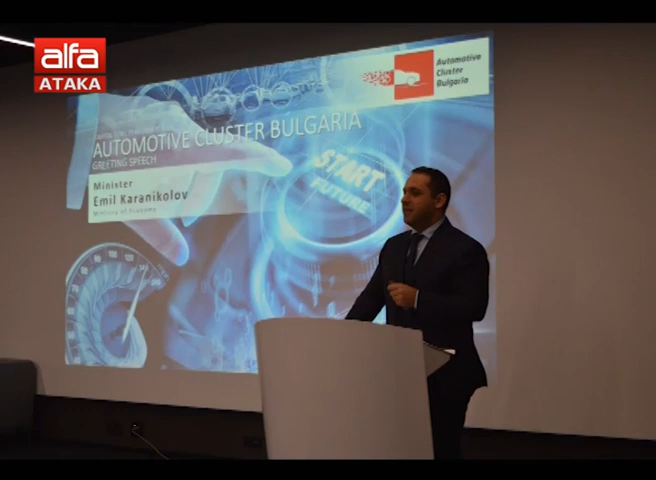 alfa
ATAKA
Automotive
Cluster
Bulgaria
AUTOMOTIVE CLUSTER BULGARIA
GREETING SPEECH
Minister
Emil Karanikolov
Ministry of Economy
START
FUTURE